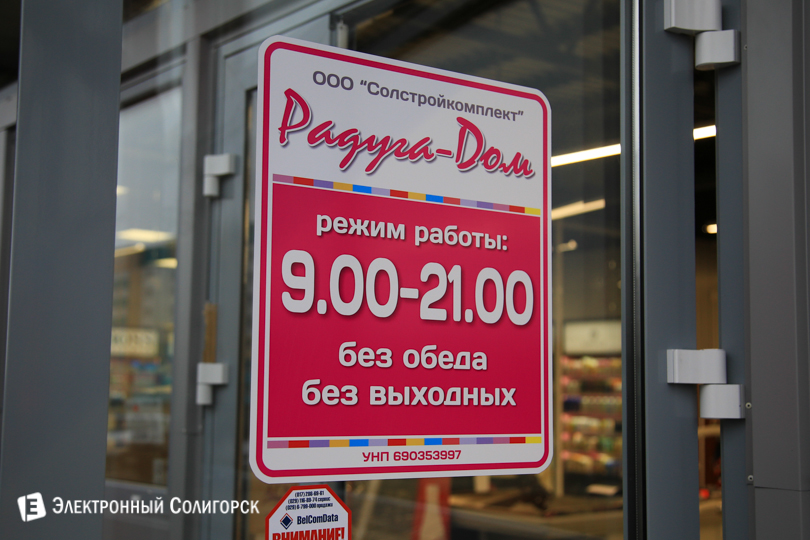 ООО "Солстройкомплект"
Радуга-Дом
режим работы:
9.00-21.00
без обеда
без выходных
УНП 690353997
BelComData
ВНИМАНИЕ!
Электронный Солигорск